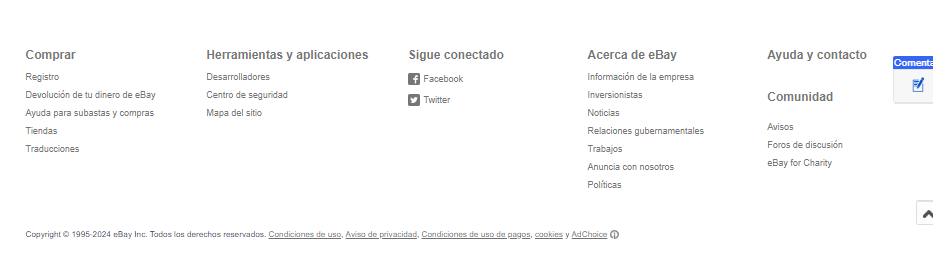 Comprar
Registro
Devolución de tu dinero de eBay
Ayuda para subastas y compras
Tiendas
Traducciones
Herramientas y aplicaciones
Desarrolladores
Centro de seguridad
Mapa del sitio
Sigue conectado
Facebook
Twitter
Acerca de eBay
Información de la empresa
Inversionistas
Noticias
Relaciones gubernamentales
Trabajos
Anuncia con nosotros
Políticas
Ayuda y contacto
Comunidad
Avisos
Foros de discusión
eBay for Charity
Comenta
Copyright © 1995-2024 eBay Inc. Todos los derechos reservados. Condiciones de uso, Aviso de privacidad, Condiciones de uso de pagos, cookies y AdChoice